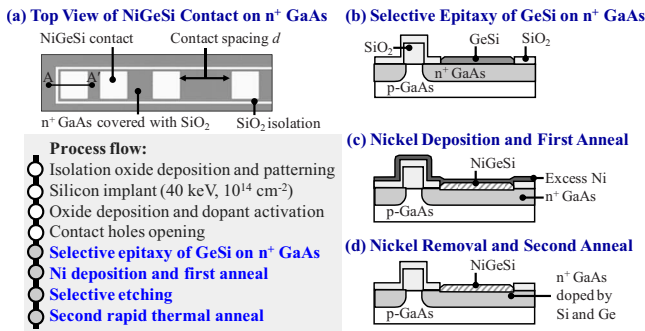 (a) Top View of NiGeSi Contact on n+ GaAs
NiGeSi contact
Contact spacing d
A
A'
n+ GaAs covered with SiO2
SiO2 isolation
Process flow:
Isolation oxide deposition and patterning
Silicon implant (40 keV, 10^14 cm^-2)
Oxide deposition and dopant activation
Contact holes opening
Selective epitaxy of GeSi on n+ GaAs
Ni deposition and first anneal
Selective etching
Second rapid thermal anneal
(b) Selective Epitaxy of GeSi on n+ GaAs
SiO2
GeSi
SiO2
n+ GaAs
p-GaAs
(c) Nickel Deposition and First Anneal
NiGeSi
Excess Ni
n+ GaAs
p-GaAs
(d) Nickel Removal and Second Anneal
NiGeSi
n+ GaAs
doped by
Si and Ge
p-GaAs